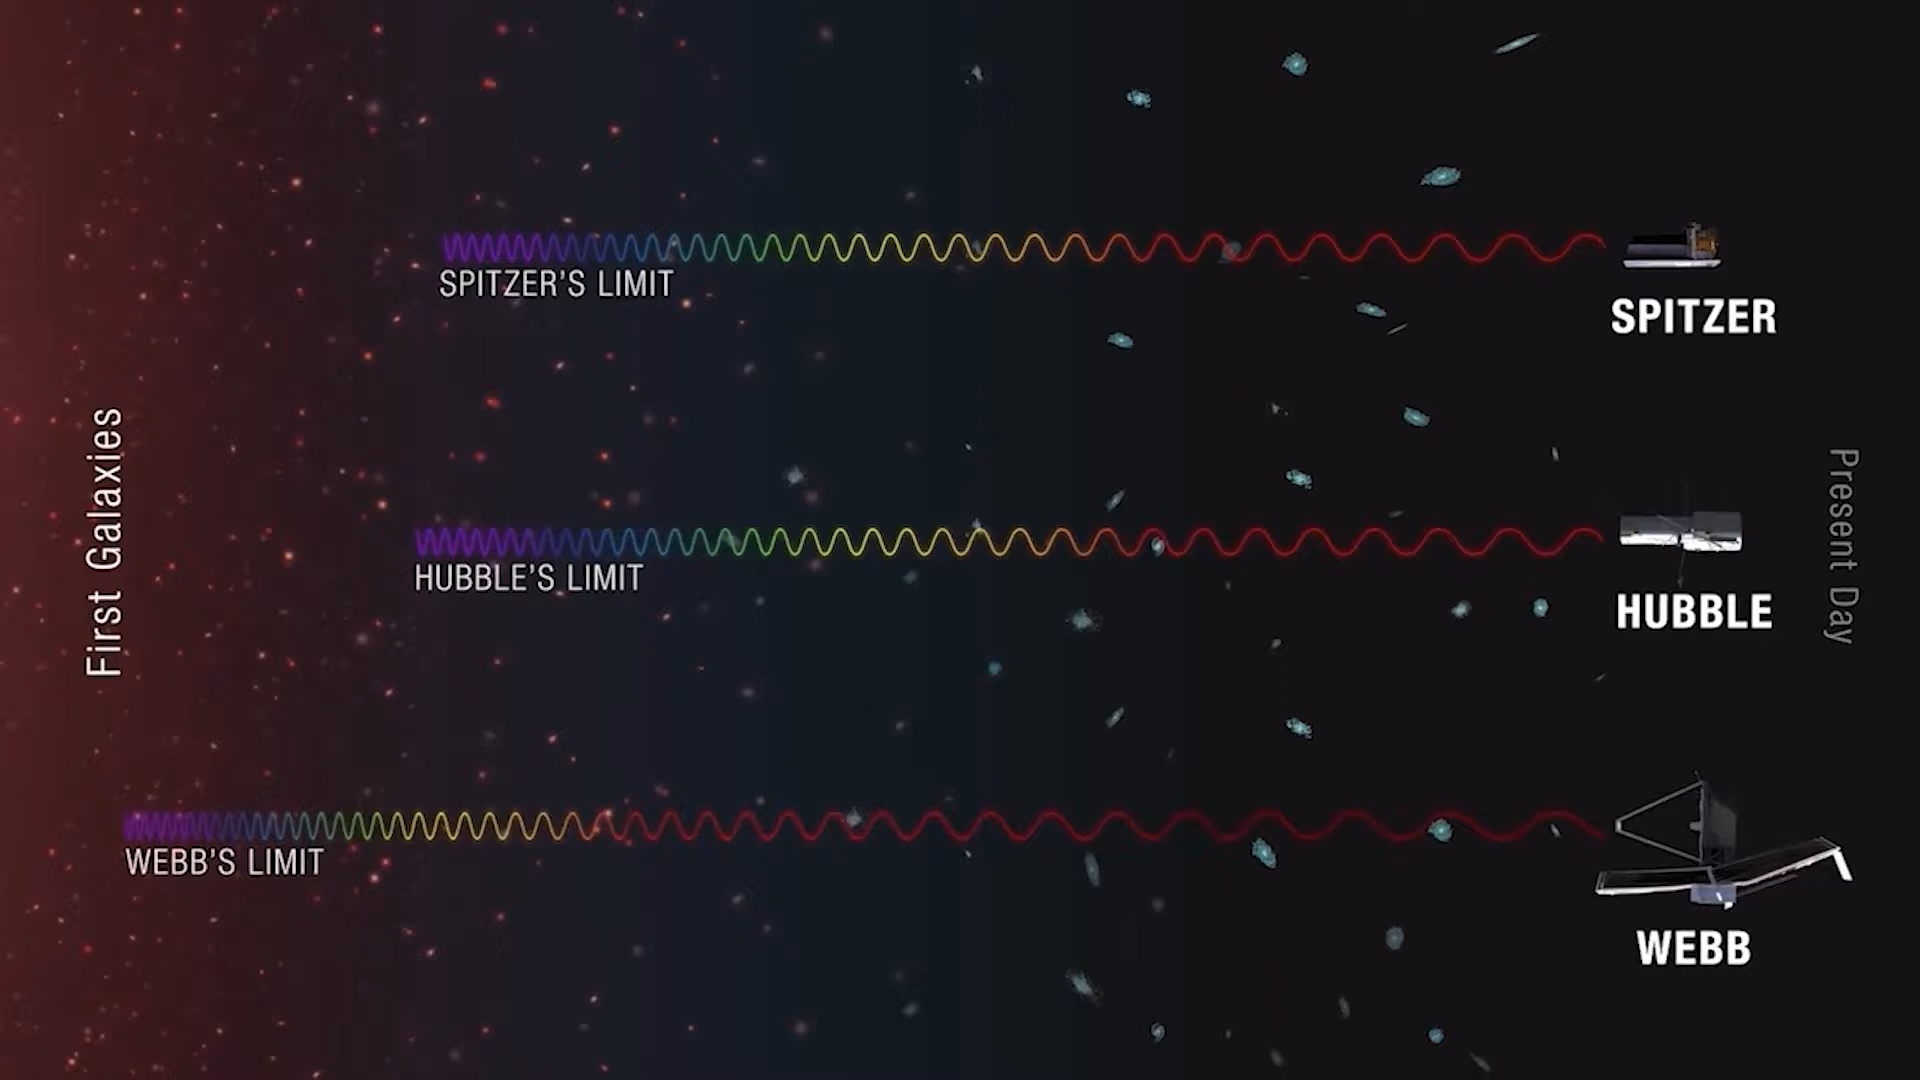 SPITZER'S LIMIT
SPITZER
First Galaxies
HUBBLE'S LIMIT
HUBBLE
Present Day
WEBB'S LIMIT
WEBB